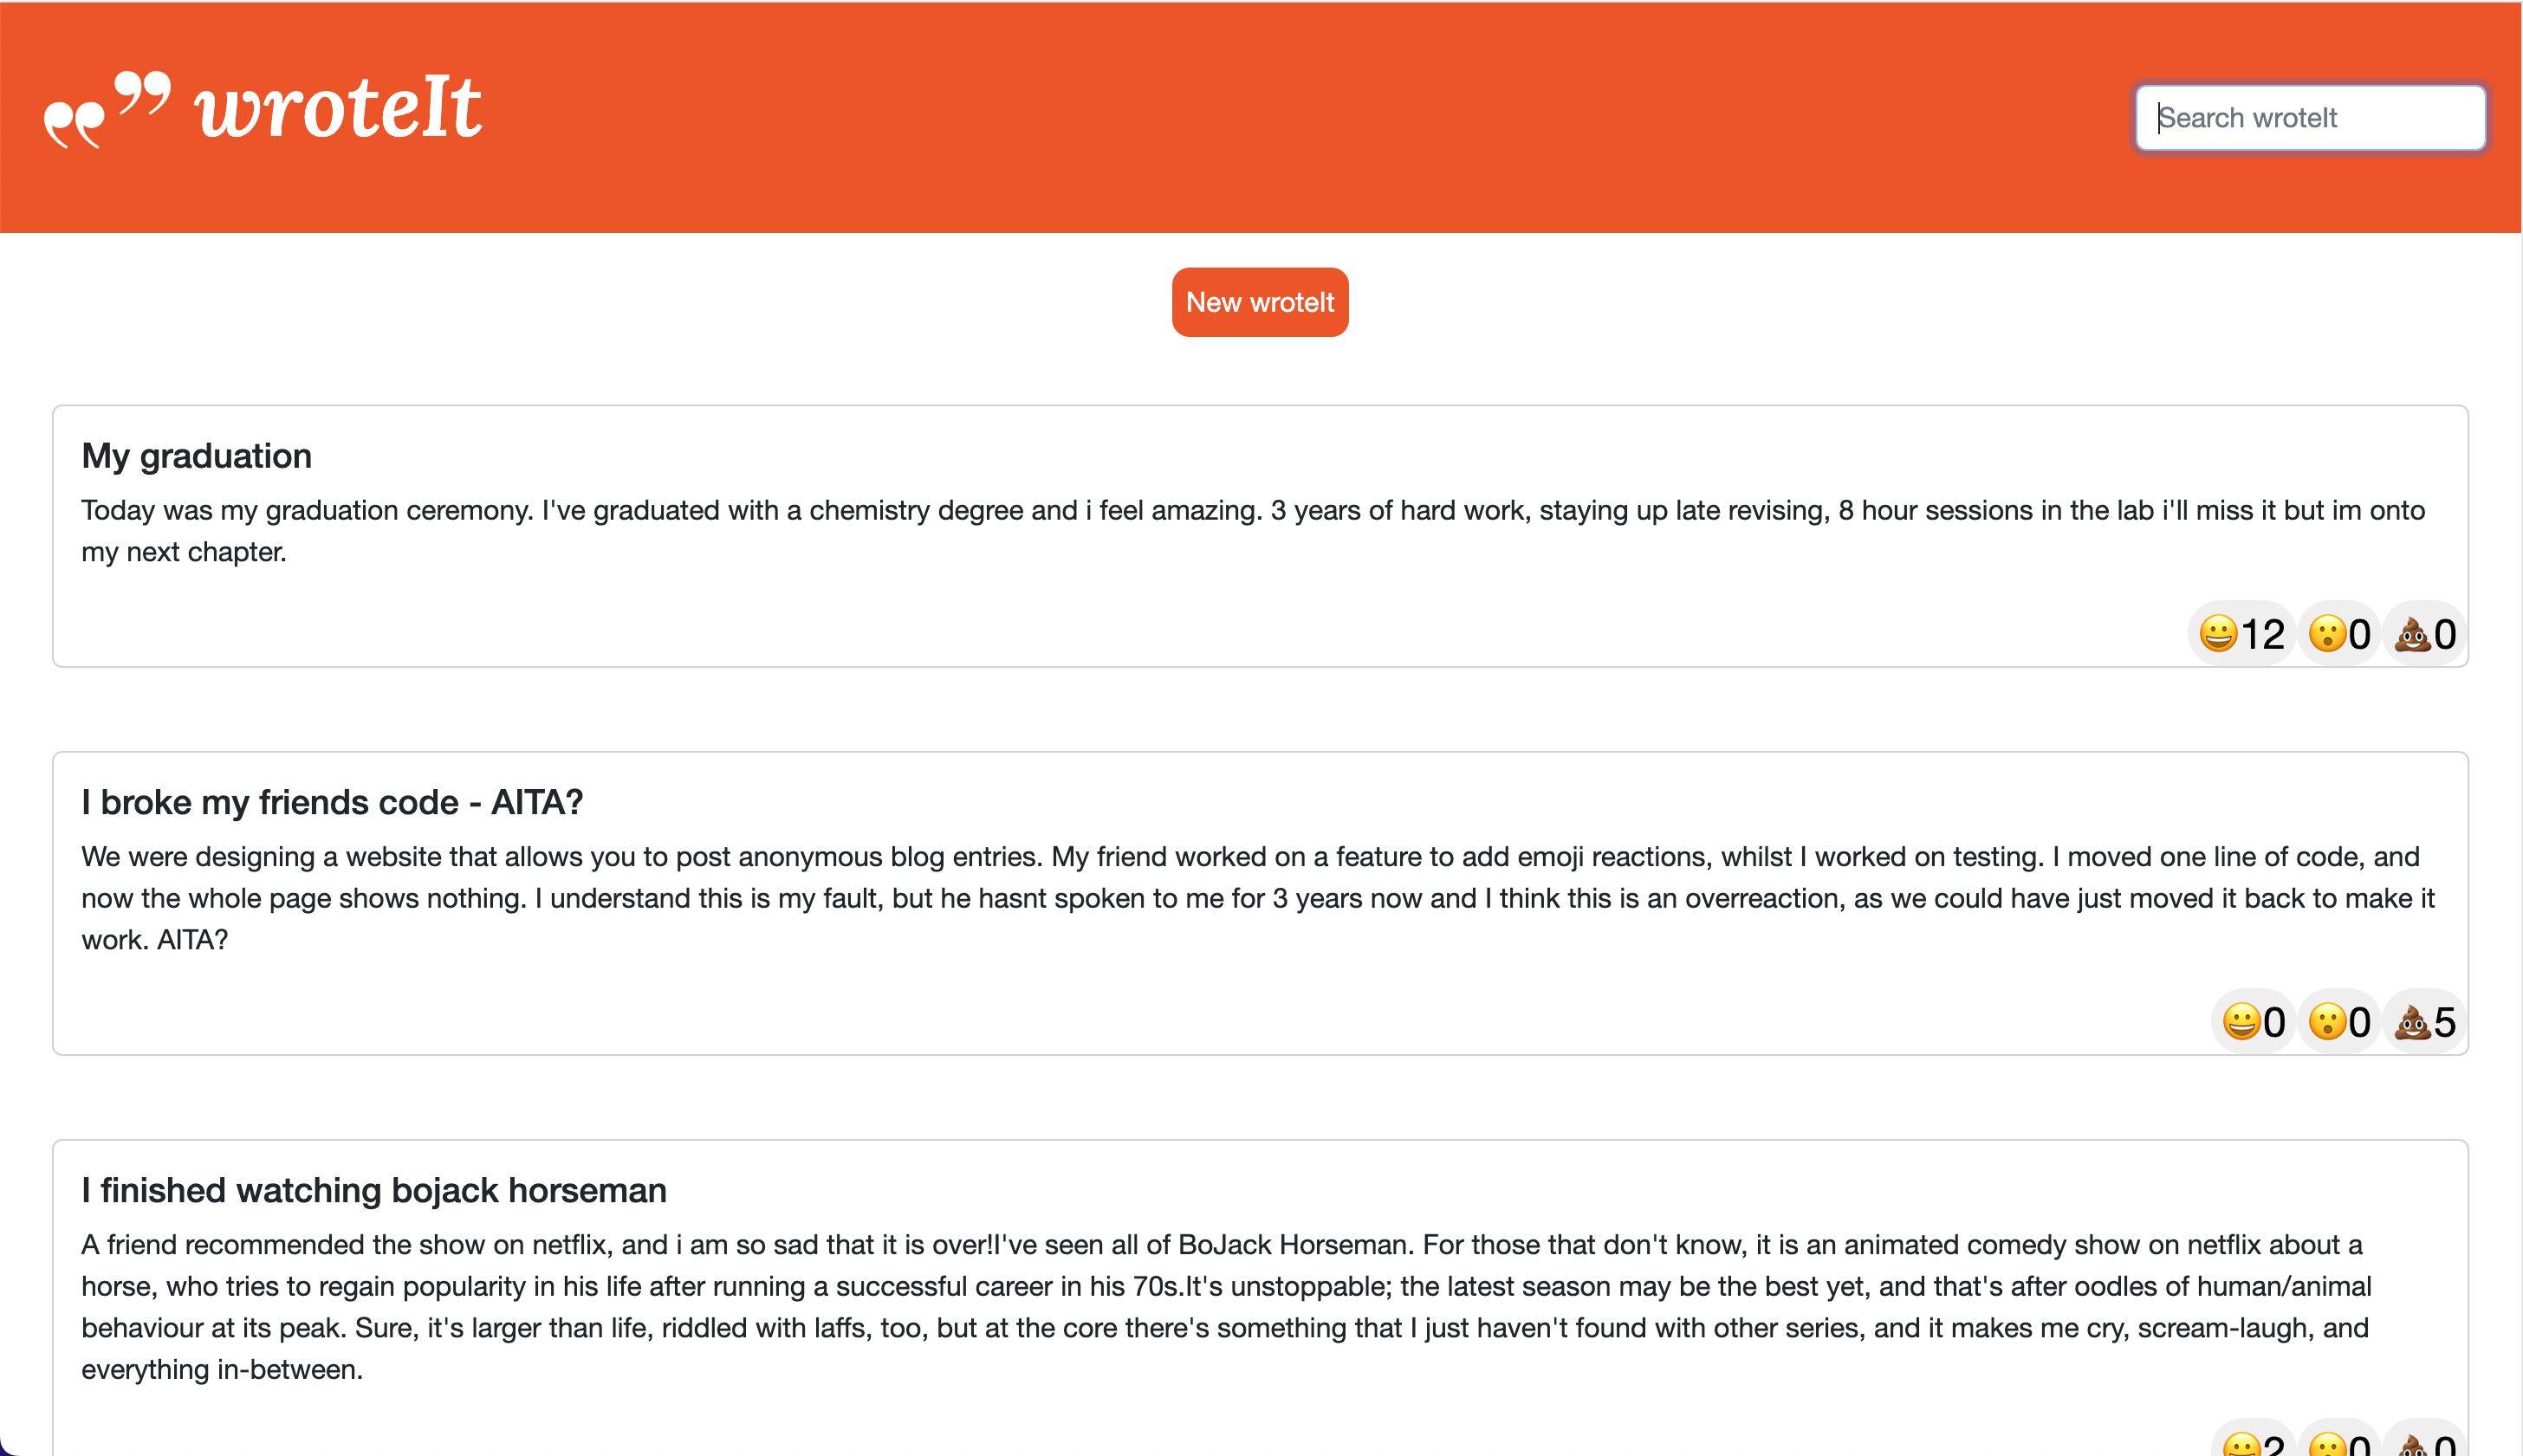 wroteIt
Search wroteIt
New wroteIt
My graduation
Today was my graduation ceremony. I've graduated with a chemistry degree and i feel amazing. 3 years of hard work, staying up late revising, 8 hour sessions in the lab i'll miss it but im onto
my next chapter.
😀12 😮0 💩0
I broke my friends code - AITA?
We were designing a website that allows you to post anonymous blog entries. My friend worked on a feature to add emoji reactions, whilst I worked on testing. I moved one line of code, and
now the whole page shows nothing. I understand this is my fault, but he hasnt spoken to me for 3 years now and I think this is an overreaction, as we could have just moved it back to make it
work. AITA?
😀0 😮0 💩5
I finished watching bojack horseman
A friend recommended the show on netflix, and i am so sad that it is over!I've seen all of BoJack Horseman. For those that don't know, it is an animated comedy show on netflix about a
horse, who tries to regain popularity in his life after running a successful career in his 70s.It's unstoppable; the latest season may be the best yet, and that's after oodles of human/animal
behaviour at its peak. Sure, it's larger than life, riddled with laffs, too, but at the core there's something that I just haven't found with other series, and it makes me cry, scream-laugh, and
everything in-between.
😀2 😮0 💩0